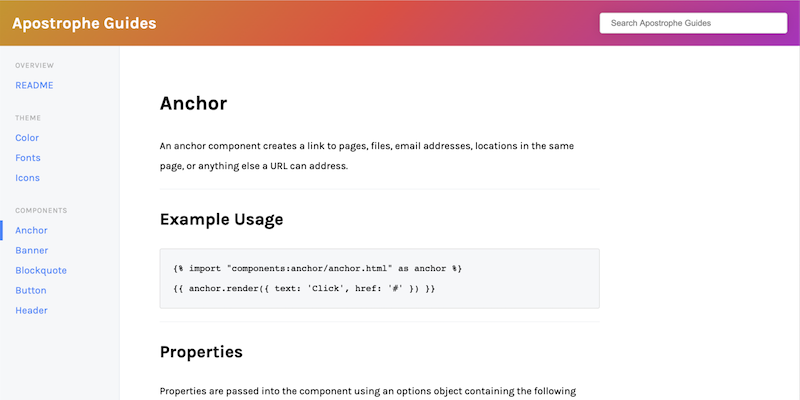 Apostrophe Guides
Search Apostrophe Guides
OVERVIEW
README
THEME
Color
Fonts
Icons
COMPONENTS
Anchor
Banner
Blockquote
Button
Header
Anchor
An anchor component creates a link to pages, files, email addresses, locations in the same
page, or anything else a URL can address.
Example Usage
{% import "components:anchor/anchor.html" as anchor %}
{{ anchor.render({ text: 'Click', href: '#' }) }}
Properties
Properties are passed into the component using an options object containing the following